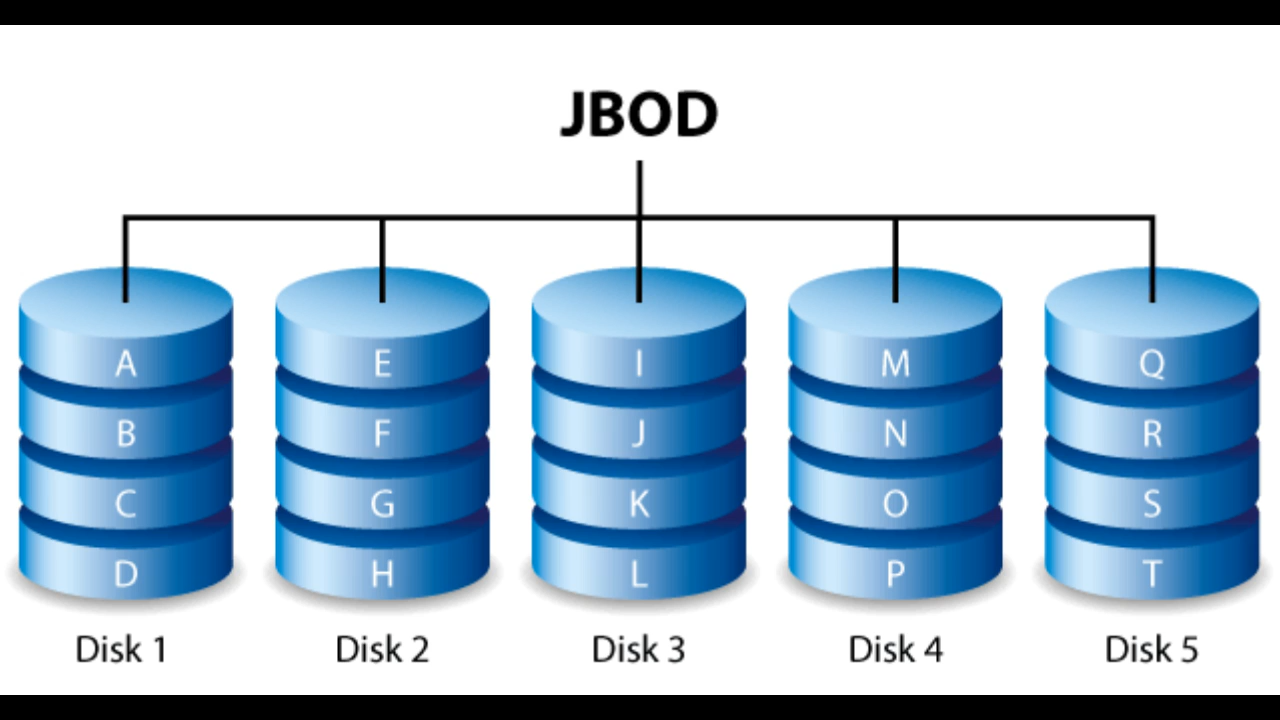 JBOD
A E I M Q
B F J N R
C G K O S
D H L P T
Disk 1 Disk 2 Disk 3 Disk 4 Disk 5